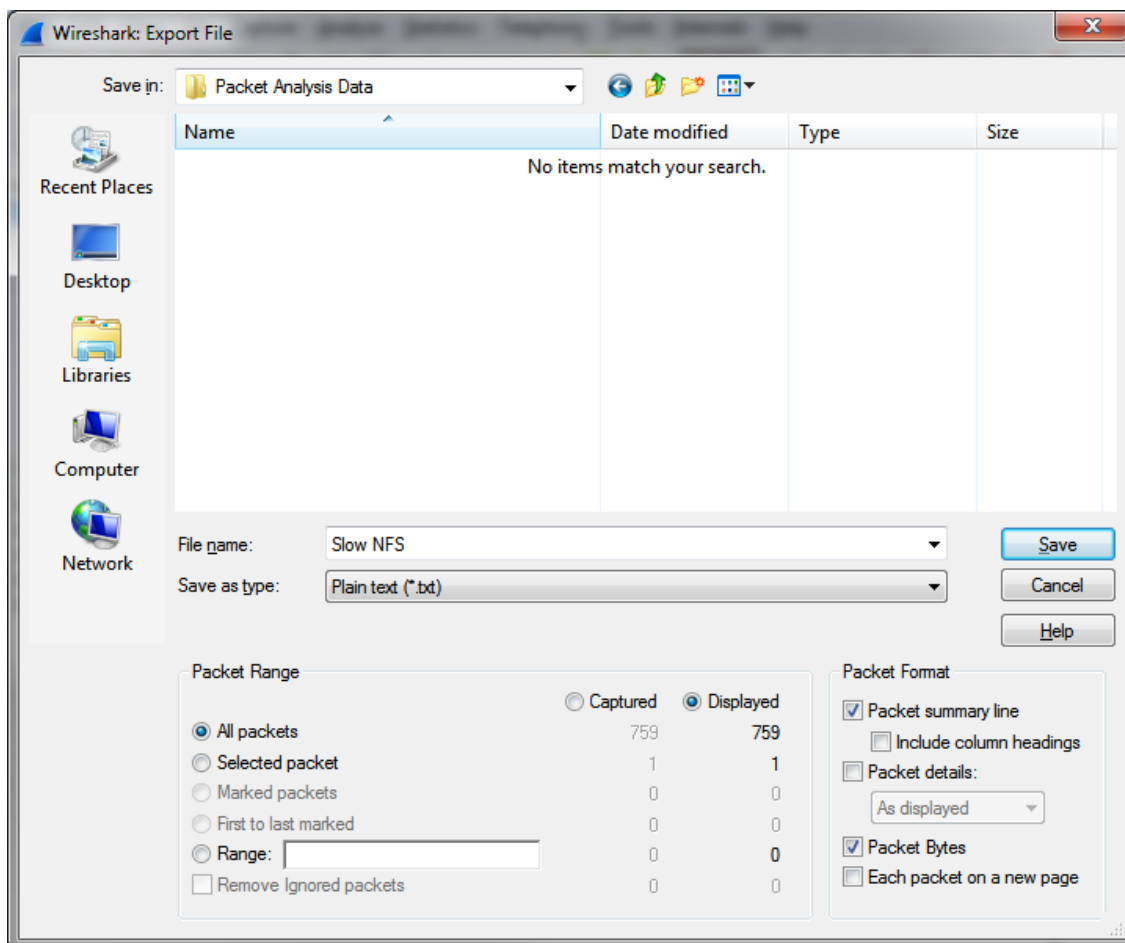 Wireshark: Export File
Save in: Packet Analysis Data
Name Date modified Type Size
No items match your search.
Recent Places
Desktop
Libraries
Computer
Network
File name: Slow NFS Save
Save as type: Plain text (*.txt) Cancel
Help
Packet Range
Captured Displayed
All packets 759 759
Selected packet 1 1
Marked packets 0 0
First to last marked 0 0
Range: 0 0
Remove Ignored packets 0 0
Packet Format
Packet summary line
Include column headings
Packet details:
As displayed
Packet Bytes
Each packet on a new page